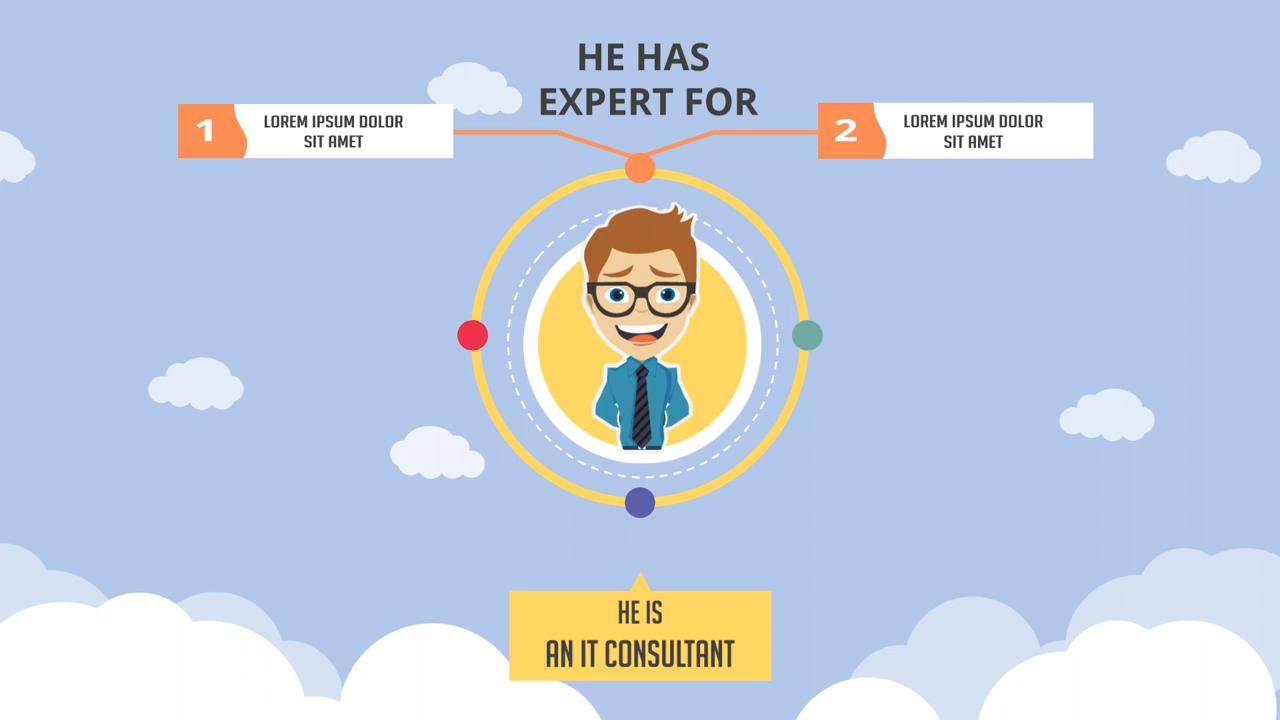 HE HAS
EXPERT FOR
1
LOREM IPSUM DOLOR
SIT AMET
2
LOREM IPSUM DOLOR
SIT AMET
HE IS
AN IT CONSULTANT